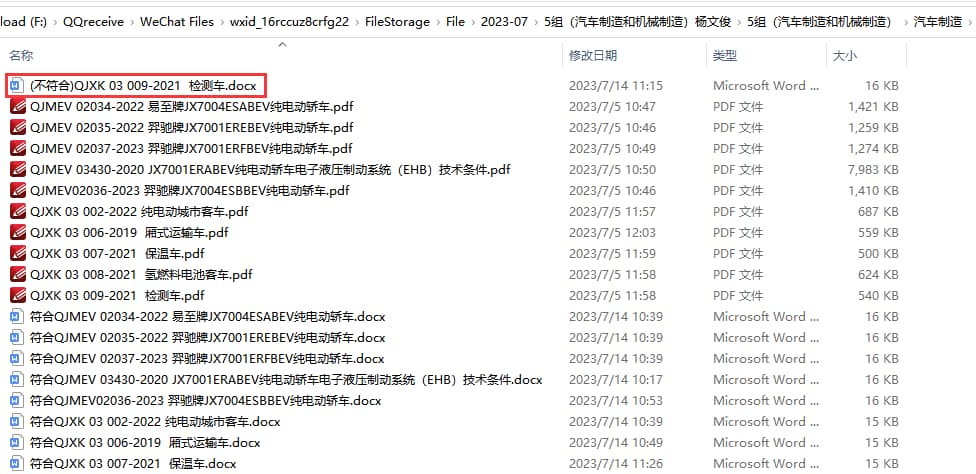 load (F:) › QQreceive › WeChat Files › wxid_16rccuz8crfg22 › FileStorage › File › 2023-07 › 5组（汽车制造和机械制造）杨文俊 › 5组（汽车制造和机械制造） › 汽车制造 ›
名称 修改日期 类型 大小
(不符合)QJXK 03 009-2021 检测车.docx 2023/7/14 11:15 Microsoft Word ... 16 KB
QJMEV 02034-2022 易至牌JX7004ESABEV纯电动轿车.pdf 2023/7/5 10:47 PDF 文件 1,421 KB
QJMEV 02035-2022 羿驰牌JX7001EREBEV纯电动轿车.pdf 2023/7/5 10:46 PDF 文件 1,259 KB
QJMEV 02037-2023 羿驰牌JX7001ERFBEV纯电动轿车.pdf 2023/7/5 10:49 PDF 文件 1,274 KB
QJMEV 03430-2020 JX7001ERABEV纯电动轿车电子液压制动系统（EHB）技术条件.pdf 2023/7/5 10:50 PDF 文件 7,983 KB
QJMEV02036-2023 羿驰牌JX7004ESBBEV纯电动轿车.pdf 2023/7/5 10:46 PDF 文件 1,410 KB
QJXK 03 002-2022 纯电动城市客车.pdf 2023/7/5 11:57 PDF 文件 687 KB
QJXK 03 006-2019 厢式运输车.pdf 2023/7/5 12:03 PDF 文件 559 KB
QJXK 03 007-2021 保温车.pdf 2023/7/5 11:59 PDF 文件 500 KB
QJXK 03 008-2021 氢燃料电池客车.pdf 2023/7/5 11:58 PDF 文件 624 KB
QJXK 03 009-2021 检测车.pdf 2023/7/5 11:58 PDF 文件 540 KB
符合QJMEV 02034-2022 易至牌JX7004ESABEV纯电动轿车.docx 2023/7/14 10:39 Microsoft Word ... 16 KB
符合QJMEV 02035-2022 羿驰牌JX7001EREBEV纯电动轿车.docx 2023/7/14 10:39 Microsoft Word ... 16 KB
符合QJMEV 02037-2023 羿驰牌JX7001ERFBEV纯电动轿车.docx 2023/7/14 10:39 Microsoft Word ... 16 KB
符合QJMEV 03430-2020 JX7001ERABEV纯电动轿车电子液压制动系统（EHB）技术条件.docx 2023/7/14 10:17 Microsoft Word ... 16 KB
符合QJMEV02036-2023 羿驰牌JX7004ESBBEV纯电动轿车.docx 2023/7/14 10:53 Microsoft Word ... 16 KB
符合QJXK 03 002-2022 纯电动城市客车.docx 2023/7/14 10:39 Microsoft Word ... 15 KB
符合QJXK 03 006-2019 厢式运输车.docx 2023/7/14 10:49 Microsoft Word ... 15 KB
符合QJXK 03 007-2021 保温车.docx 2023/7/14 11:26 Microsoft Word ... 15 KB